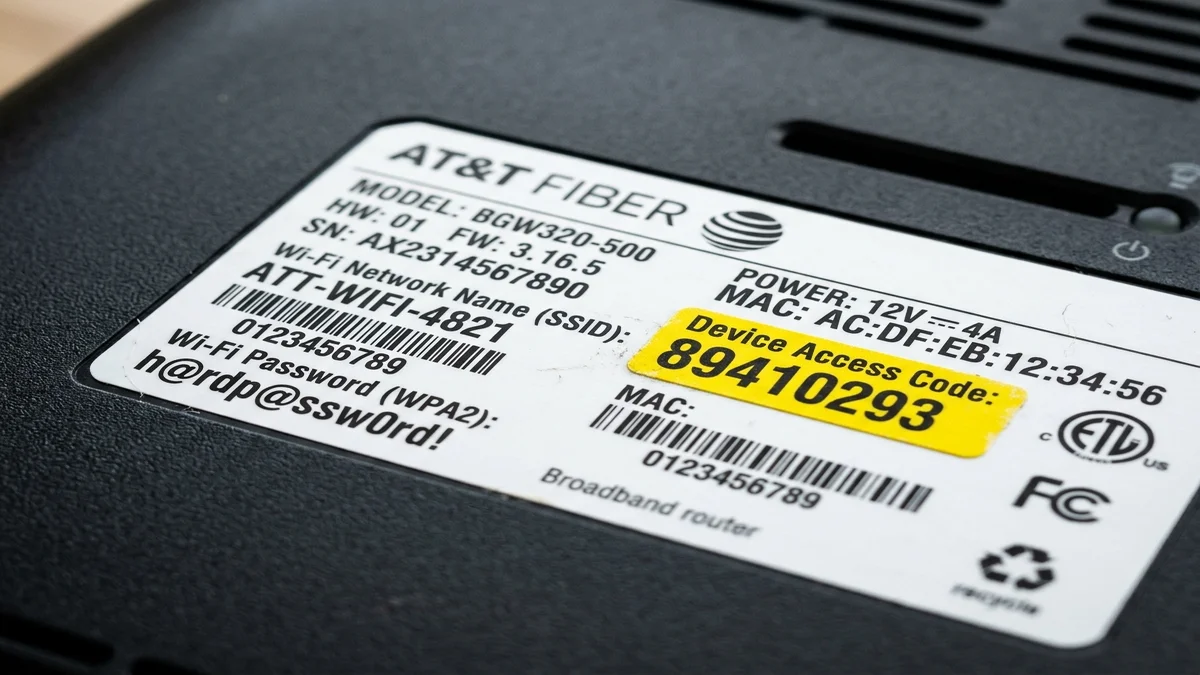 AT&T FIBER
MODEL: BGW320-500
HW: 01 FW: 3.16.5
SN: AX2314567890
Wi-Fi Network Name (SSID):
ATT-WIFI-4821
0123456789
Wi-Fi Password (WPA2):
h@rdp@ssw0rd!
POWER: 12V⎓4A
MAC: AC:DF:EB:12:34:56
Device Access Code:
89410293
MAC:
0123456789
Broadband router
C ETL US
FC
recycle